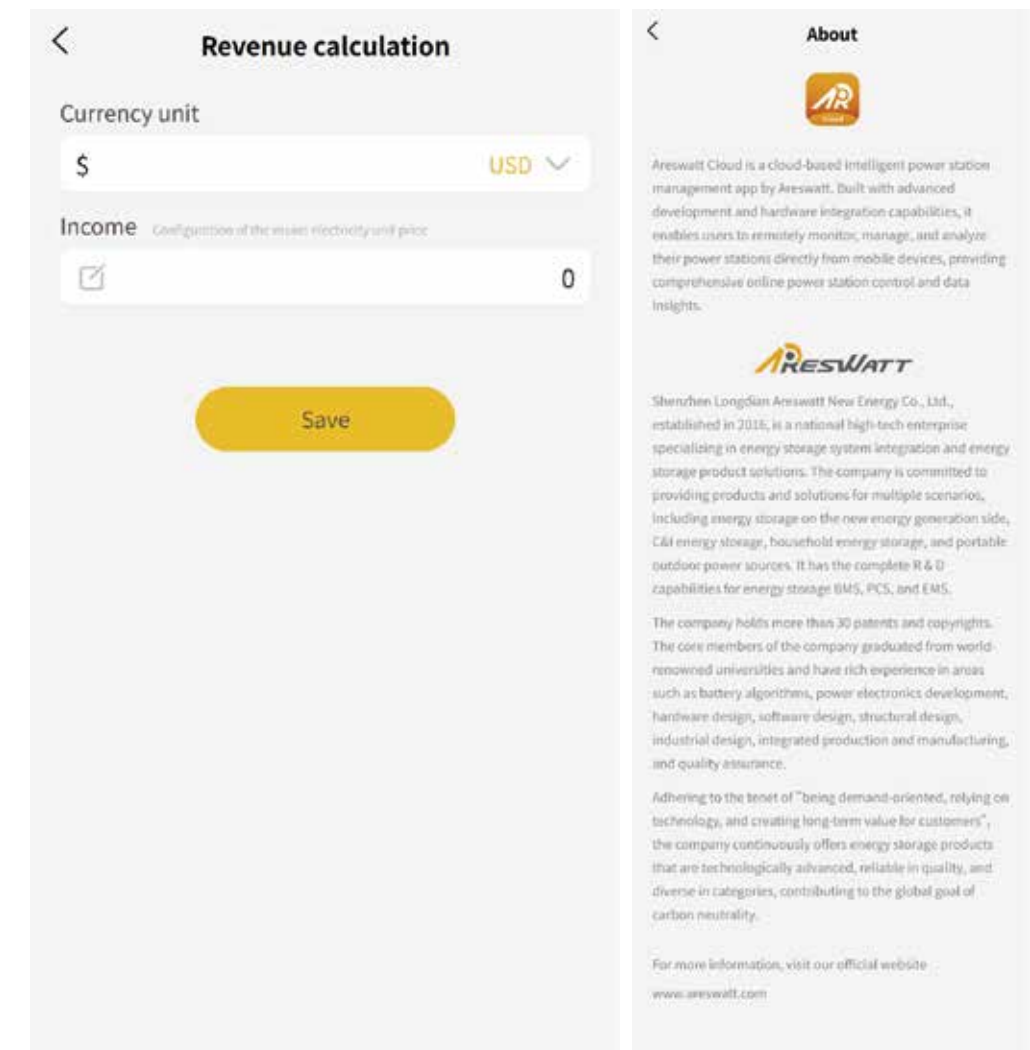 Revenue calculation
Currency unit
$ USD
Income Configuration of the income electricity unit price
0
Save
About
AR
Cloud
Areswatt Cloud is a cloud-based intelligent power station
management app by Areswatt. Built with advanced
development and hardware integration capabilities, it
enables users to remotely monitor, manage, and analyze
their power stations directly from mobile devices, providing
comprehensive online power station control and data
insights.
ARESWATT
Shenzhen Longdian Areswatt New Energy Co., Ltd.,
established in 2016, is a national high-tech enterprise
specializing in energy storage system integration and energy
storage product solutions. The company is committed to
providing products and solutions for multiple scenarios,
including energy storage on the new energy generation side,
C&I energy storage, household energy storage, and portable
outdoor power sources. It has the complete R & D
capabilities for energy storage BMS, PCS, and EMS.
The company holds more than 30 patents and copyrights.
The core members of the company graduated from world-
renowned universities and have rich experience in areas
such as battery algorithms, power electronics development,
hardware design, software design, structural design,
industrial design, integrated production and manufacturing,
and quality assurance.
Adhering to the tenet of "being demand-oriented, relying on
technology, and creating long-term value for customers",
the company continuously offers energy storage products
that are technologically advanced, reliable in quality, and
diverse in categories, contributing to the global goal of
carbon neutrality.
For more information, visit our official website
www.areswatt.com